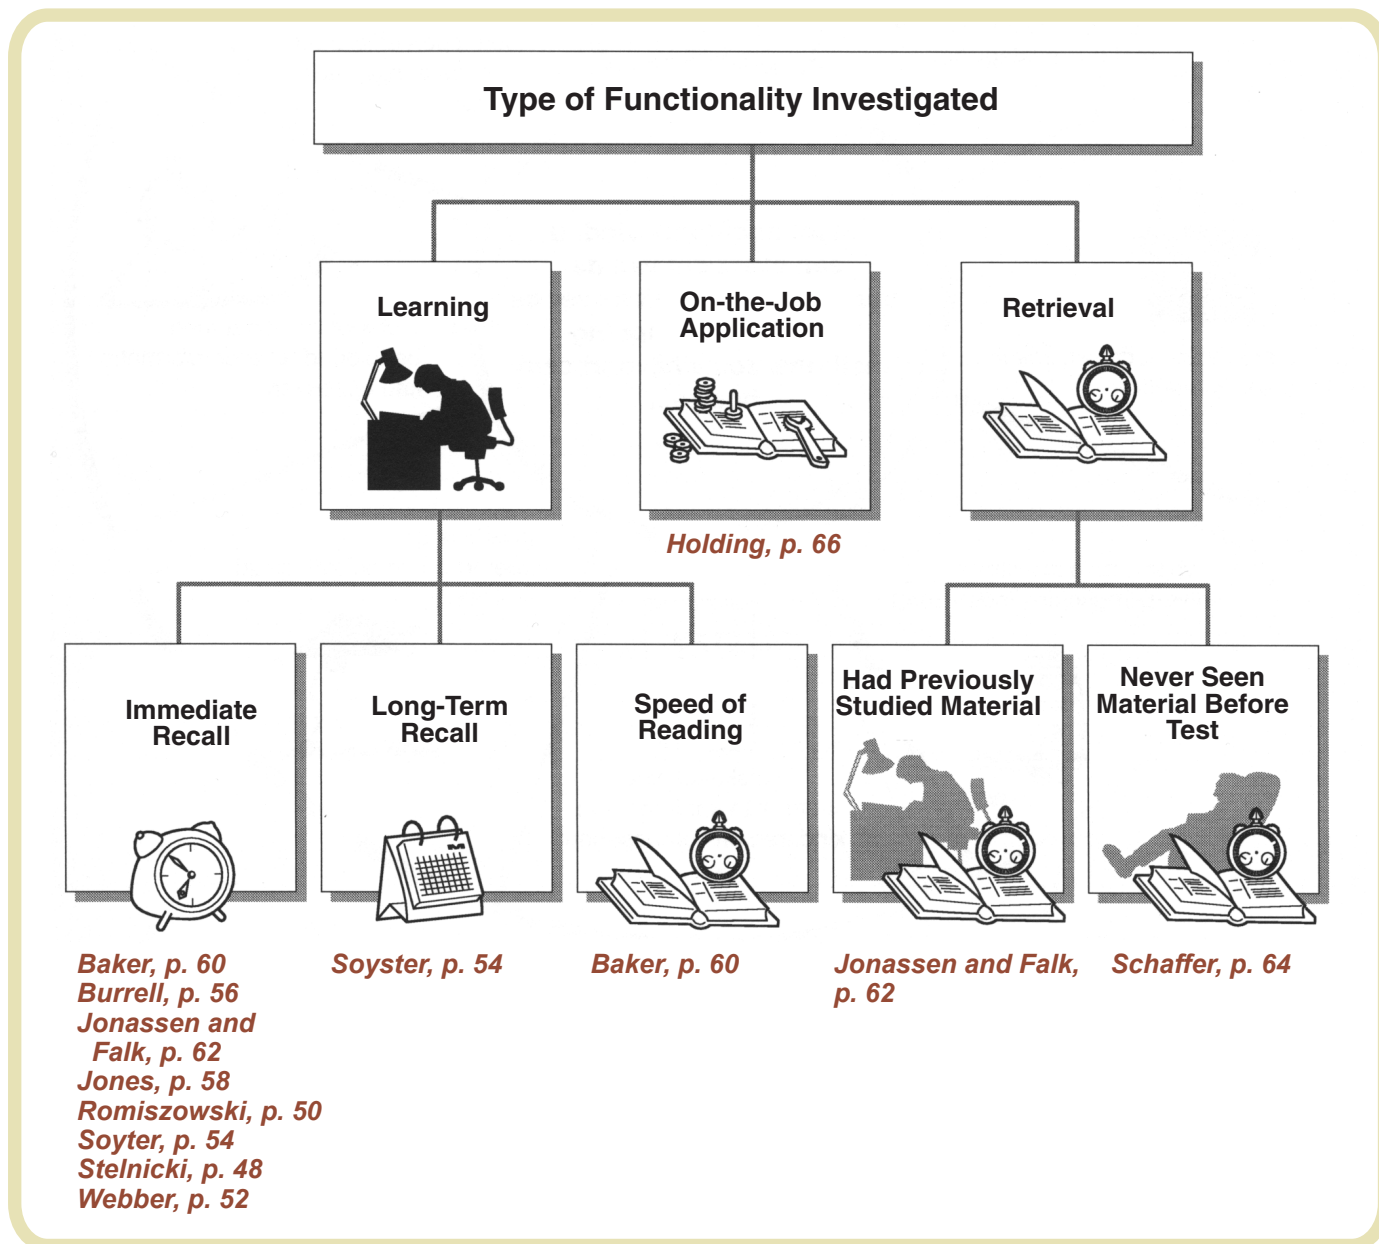 Type of Functionality Investigated
Learning
On-the-Job
Application
Retrieval
Holding, p. 66
Immediate
Recall
Long-Term
Recall
Speed of
Reading
Had Previously
Studied Material
Never Seen
Material Before
Test
Baker, p. 60
Burrell, p. 56
Jonassen and
Falk, p. 62
Jones, p. 58
Romiszowski, p. 50
Soyter, p. 54
Stelnicki, p. 48
Webber, p. 52
Soyster, p. 54
Baker, p. 60
Jonassen and Falk,
p. 62
Schaffer, p. 64